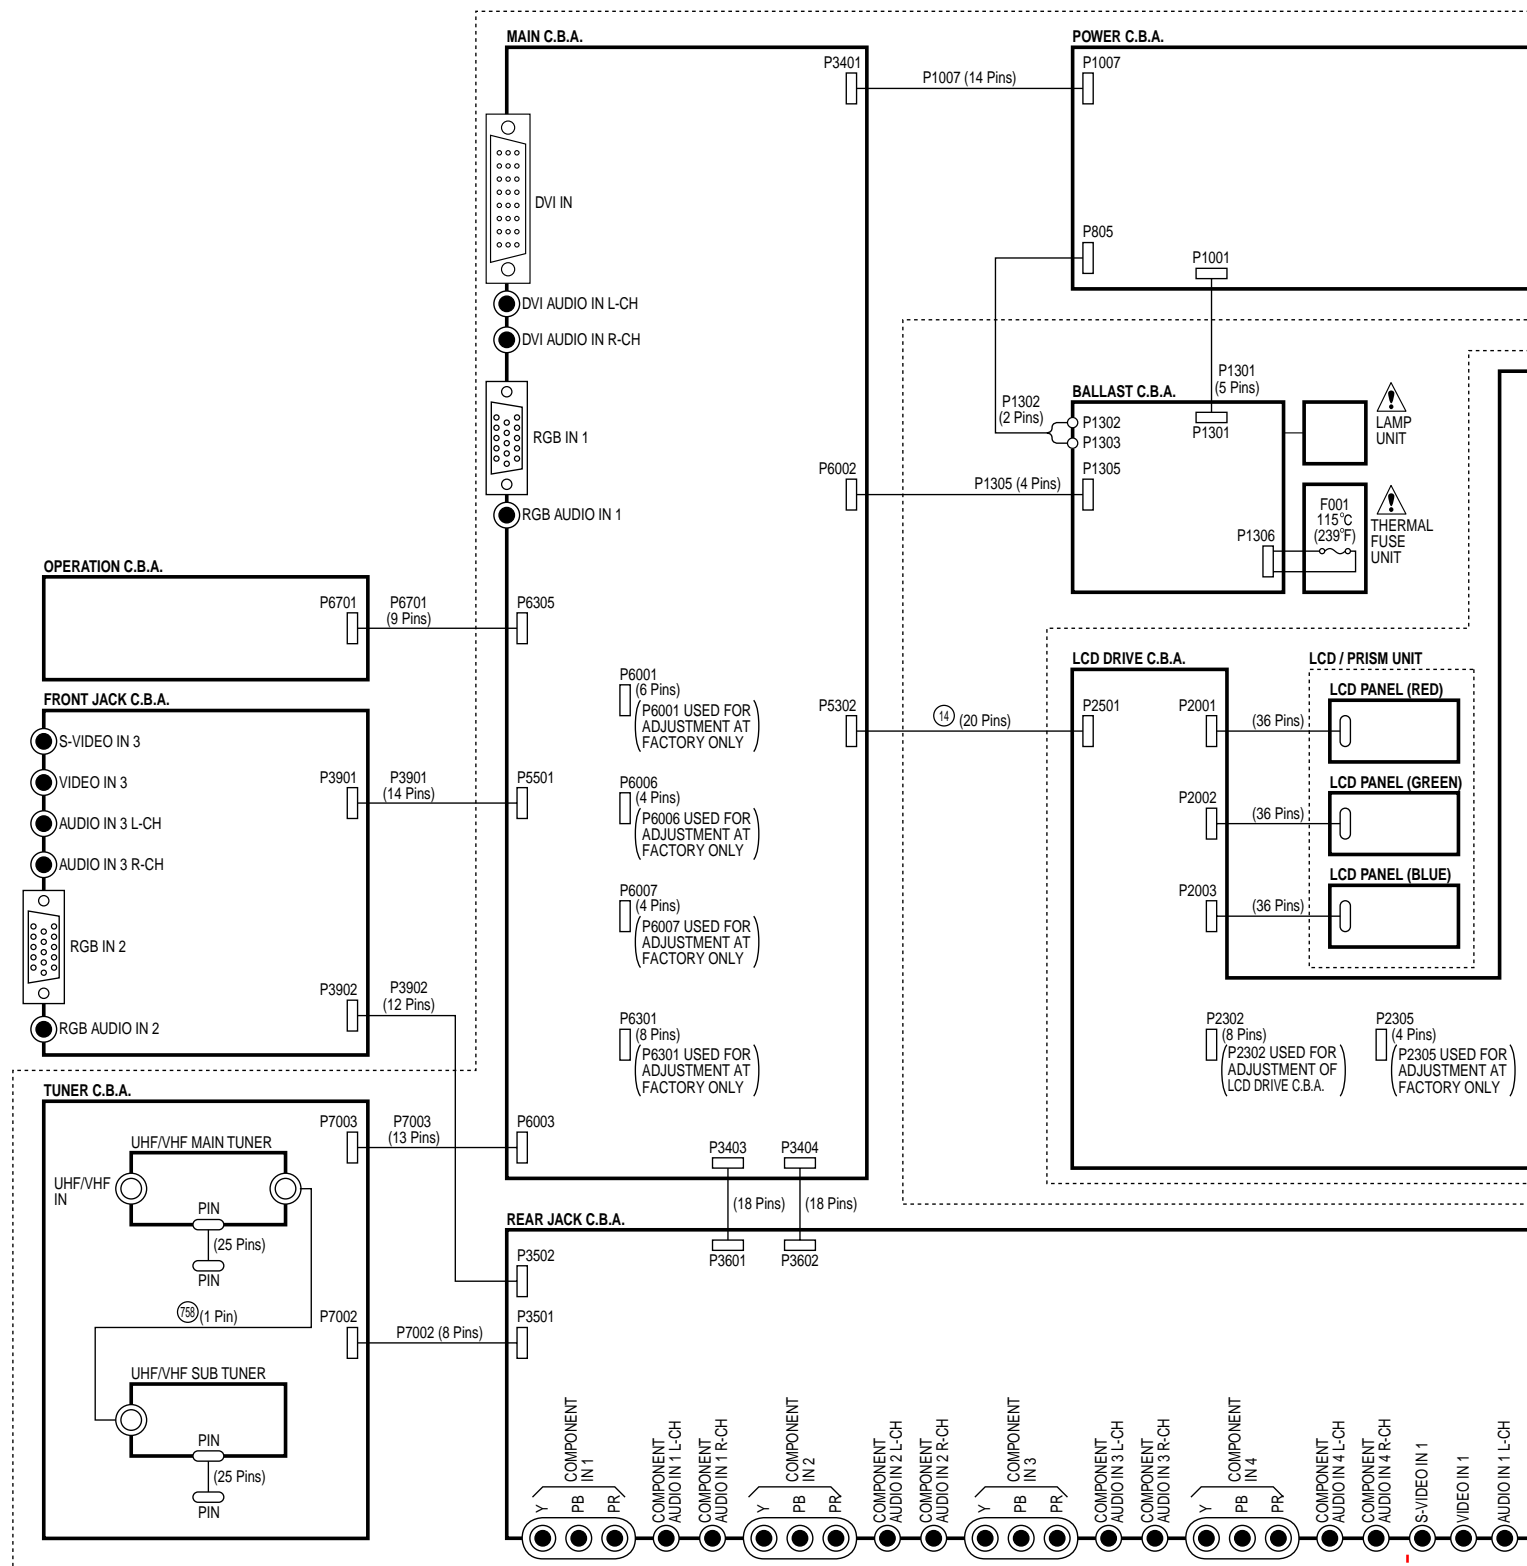 MAIN C.B.A.
POWER C.B.A.
P3401
P1007 (14 Pins)
P1007
DVI IN
P805
P1001
DVI AUDIO IN L-CH
DVI AUDIO IN R-CH
P1301
(5 Pins)
BALLAST C.B.A.
P1302
(2 Pins)
P1302
P1303
P1301
LAMP
UNIT
RGB IN 1
P6002
P1305 (4 Pins)
P1305
RGB AUDIO IN 1
F001
115°C
(239°F)
THERMAL
FUSE
UNIT
P1306
OPERATION C.B.A.
P6701
P6701
(9 Pins)
P6305
FRONT JACK C.B.A.
S-VIDEO IN 3
VIDEO IN 3
AUDIO IN 3 L-CH
AUDIO IN 3 R-CH
P3901
P3901
(14 Pins)
P5501
RGB IN 2
P3902
P3902
(12 Pins)
RGB AUDIO IN 2
P6001
(6 Pins)
(P6001 USED FOR
ADJUSTMENT AT
FACTORY ONLY)
P6006
(4 Pins)
(P6006 USED FOR
ADJUSTMENT AT
FACTORY ONLY)
P6007
(4 Pins)
(P6007 USED FOR
ADJUSTMENT AT
FACTORY ONLY)
P6301
(8 Pins)
(P6301 USED FOR
ADJUSTMENT AT
FACTORY ONLY)
P5302
14 (20 Pins)
LCD DRIVE C.B.A.
P2501
LCD / PRISM UNIT
P2001
(36 Pins)
LCD PANEL (RED)
P2002
(36 Pins)
LCD PANEL (GREEN)
P2003
(36 Pins)
LCD PANEL (BLUE)
P2302
(8 Pins)
(P2302 USED FOR
ADJUSTMENT OF
LCD DRIVE C.B.A.)
P2305
(4 Pins)
(P2305 USED FOR
ADJUSTMENT AT
FACTORY ONLY)
TUNER C.B.A.
P7003
P7003
(13 Pins)
P6003
UHF/VHF MAIN TUNER
UHF/VHF
IN
PIN
(25 Pins)
PIN
758 (1 Pin)
P7002
P7002 (8 Pins)
UHF/VHF SUB TUNER
PIN
(25 Pins)
PIN
P3403
P3404
(18 Pins)
(18 Pins)
REAR JACK C.B.A.
P3601
P3602
P3502
P3501
COMPONENT
IN 1
Y
PB
PR
COMPONENT
AUDIO IN 1 L-CH
COMPONENT
AUDIO IN 1 R-CH
COMPONENT
IN 2
Y
PB
PR
COMPONENT
AUDIO IN 2 L-CH
COMPONENT
AUDIO IN 2 R-CH
COMPONENT
IN 3
Y
PB
PR
COMPONENT
AUDIO IN 3 L-CH
COMPONENT
AUDIO IN 3 R-CH
COMPONENT
IN 4
Y
PB
PR
COMPONENT
AUDIO IN 4 L-CH
COMPONENT
AUDIO IN 4 R-CH
S-VIDEO IN 1
VIDEO IN 1
AUDIO IN 1 L-CH